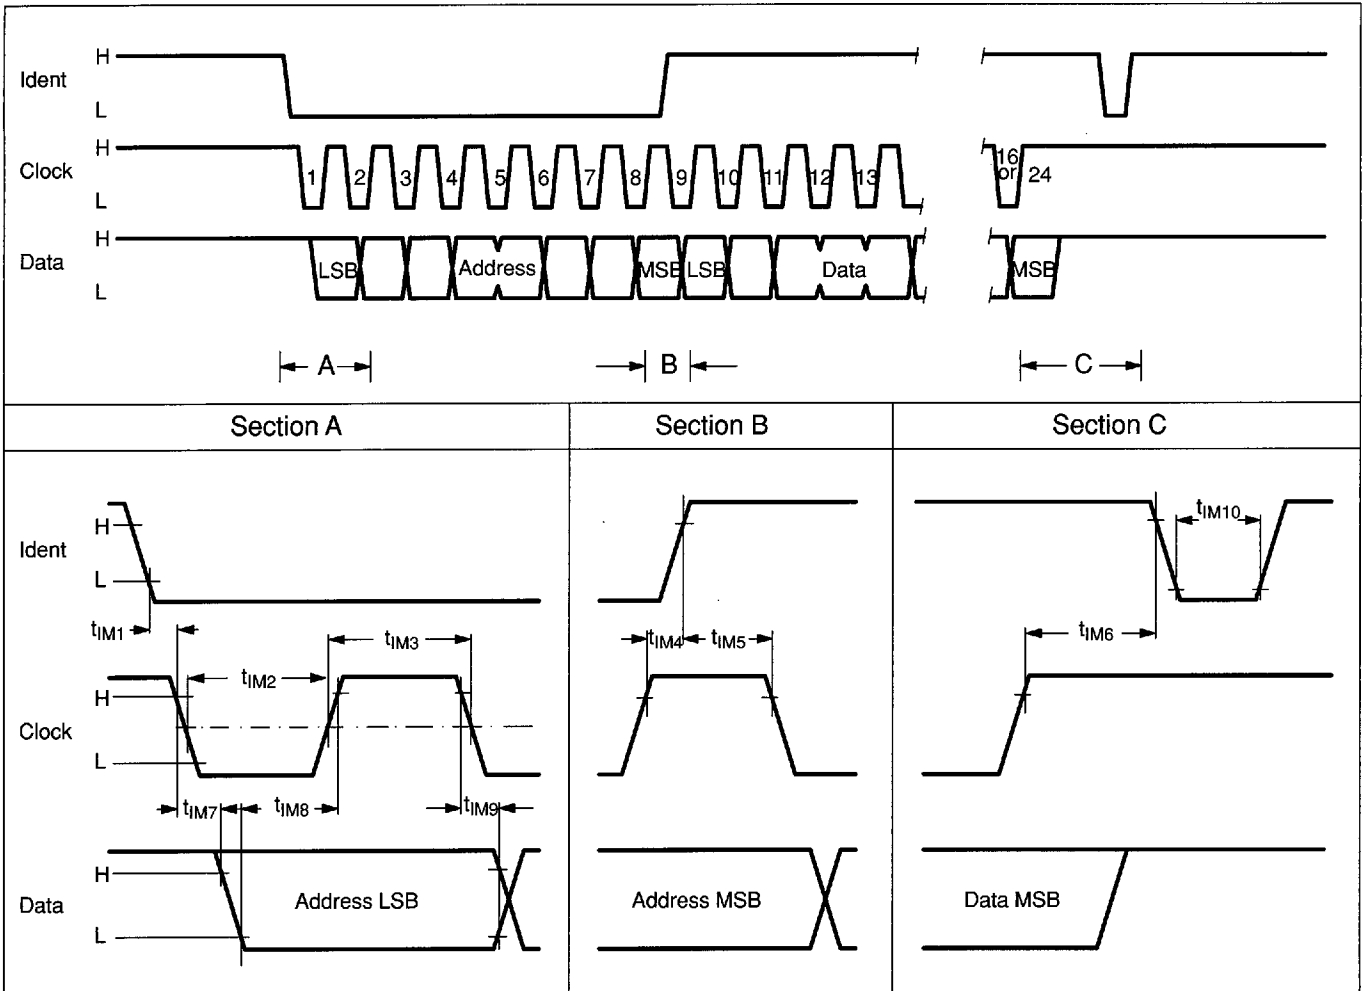 H
Ident
L
H
Clock
L
1 2 3 4 5 6 7 8 9 10 11 12 13
16 or 24
H
Data
L
LSB Address MSB LSB Data MSB
A B C
Section A Section B Section C
H
Ident
L
tIM1 tIM3 tIM4 tIM5 tIM6 tIM10
tIM2
H
Clock
L
tIM7 tIM8 tIM9
H
Data
L
Address LSB Address MSB Data MSB